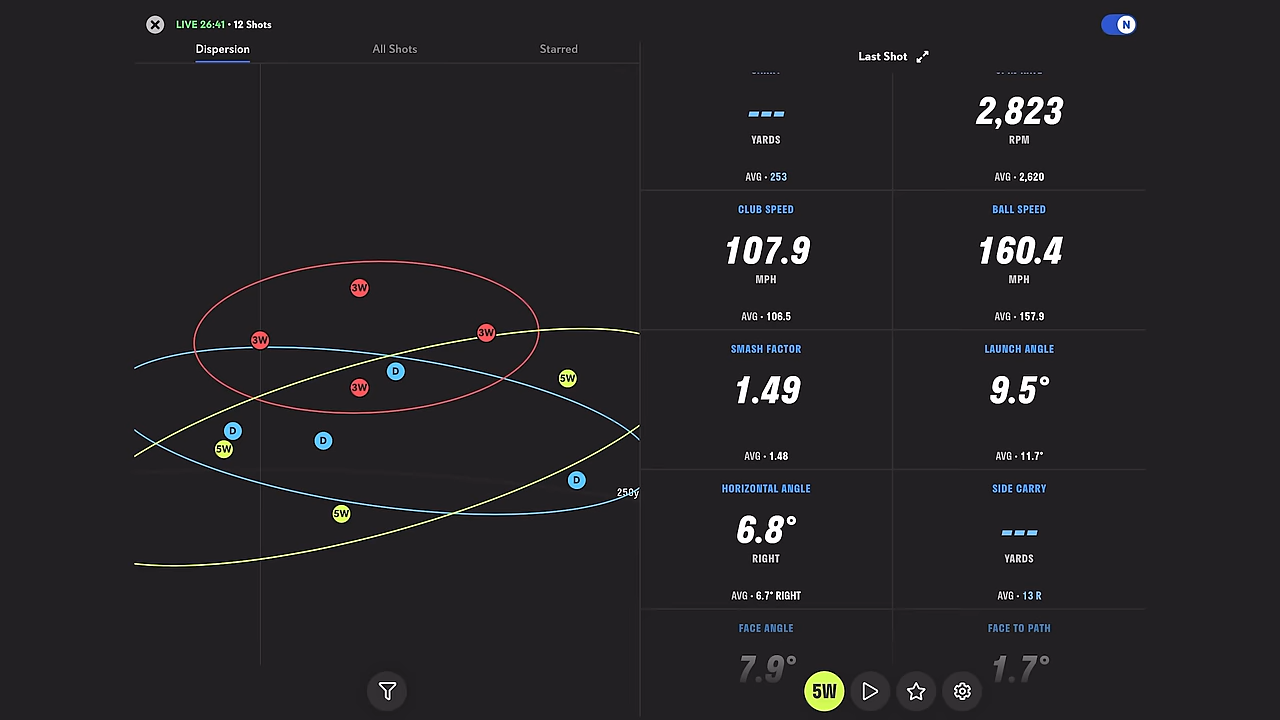 LIVE 26:41 • 12 Shots
N
Dispersion
All Shots
Starred
Last Shot
---
YARDS
AVG • 253
2,823
RPM
AVG • 2,620
CLUB SPEED
107.9
MPH
AVG • 106.5
BALL SPEED
160.4
MPH
AVG • 157.9
SMASH FACTOR
1.49
AVG • 1.48
LAUNCH ANGLE
9.5°
AVG • 11.7°
HORIZONTAL ANGLE
6.8°
RIGHT
AVG • 6.7° RIGHT
SIDE CARRY
---
YARDS
AVG • 13 R
FACE ANGLE
7.9°
FACE TO PATH
1.7°
3W
3W
3W
D
5W
3W
D
D
5W
D
250y
5W
5W